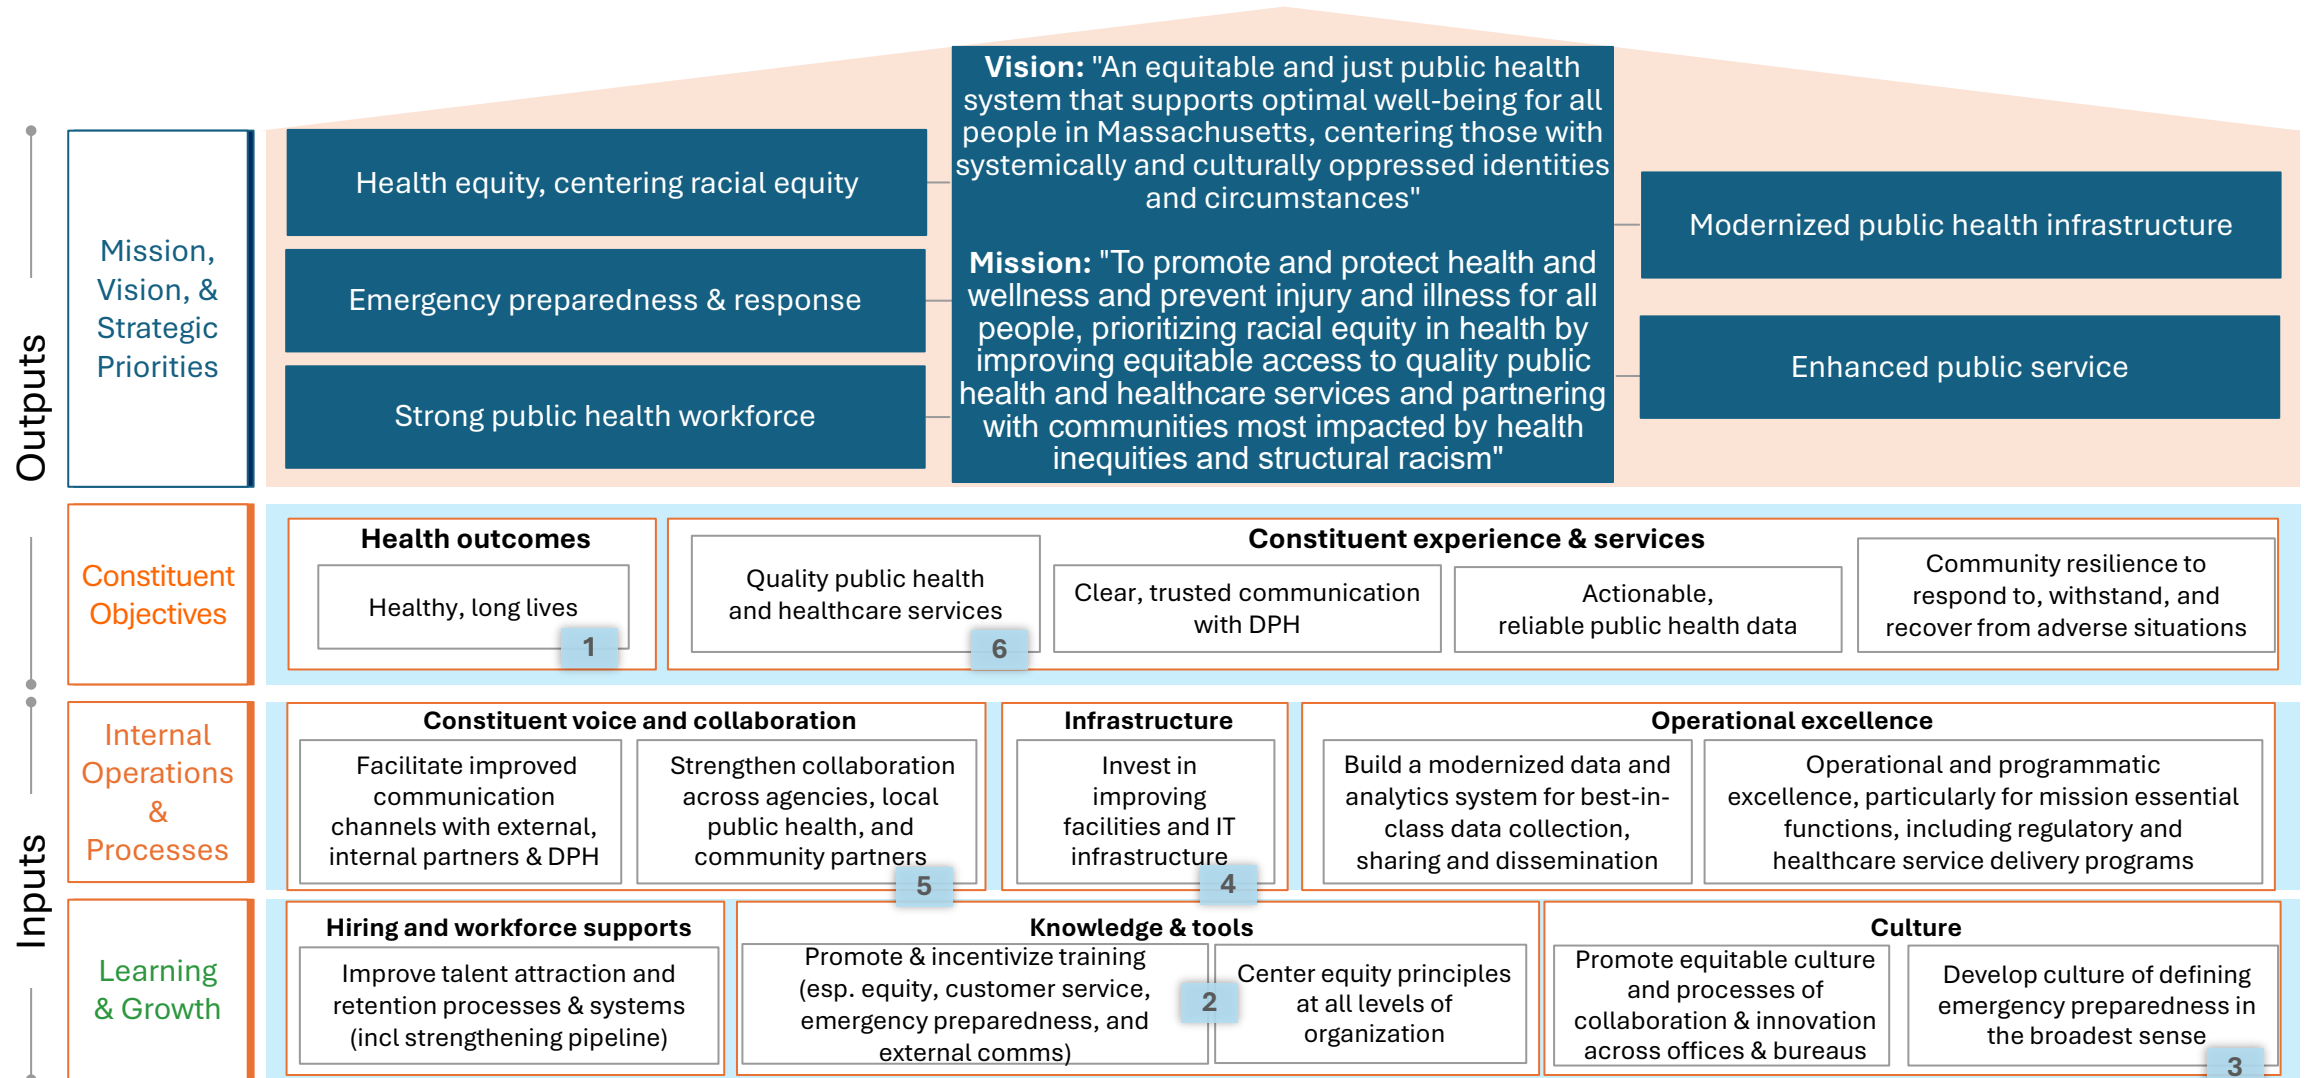 Outputs
Mission,
Vision, &
Strategic
Priorities
Health equity, centering racial equity
Emergency preparedness & response
Strong public health workforce
Vision: "An equitable and just public health
system that supports optimal well-being for all
people in Massachusetts, centering those with
systemically and culturally oppressed identities
and circumstances"
Mission: "To promote and protect health and
wellness and prevent injury and illness for all
people, prioritizing racial equity in health by
improving equitable access to quality public
health and healthcare services and partnering
with communities most impacted by health
inequities and structural racism"
Modernized public health infrastructure
Enhanced public service
Constituent
Objectives
Health outcomes
Healthy, long lives
1
Constituent experience & services
Quality public health
and healthcare services
6
Clear, trusted communication
with DPH
Actionable,
reliable public health data
Community resilience to
respond to, withstand, and
recover from adverse situations
Inputs
Internal
Operations
&
Processes
Constituent voice and collaboration
Facilitate improved
communication
channels with external,
internal partners & DPH
Strengthen collaboration
across agencies, local
public health, and
community partners
5
Infrastructure
Invest in
improving
facilities and IT
infrastructure
4
Operational excellence
Build a modernized data and
analytics system for best-in-
class data collection,
sharing and dissemination
Operational and programmatic
excellence, particularly for mission essential
functions, including regulatory and
healthcare service delivery programs
Learning
& Growth
Hiring and workforce supports
Improve talent attraction and
retention processes & systems
(incl strengthening pipeline)
Knowledge & tools
Promote & incentivize training
(esp. equity, customer service,
emergency preparedness, and
external comms)
2
Center equity principles
at all levels of
organization
Culture
Promote equitable culture
and processes of
collaboration & innovation
across offices & bureaus
Develop culture of defining
emergency preparedness in
the broadest sense
3